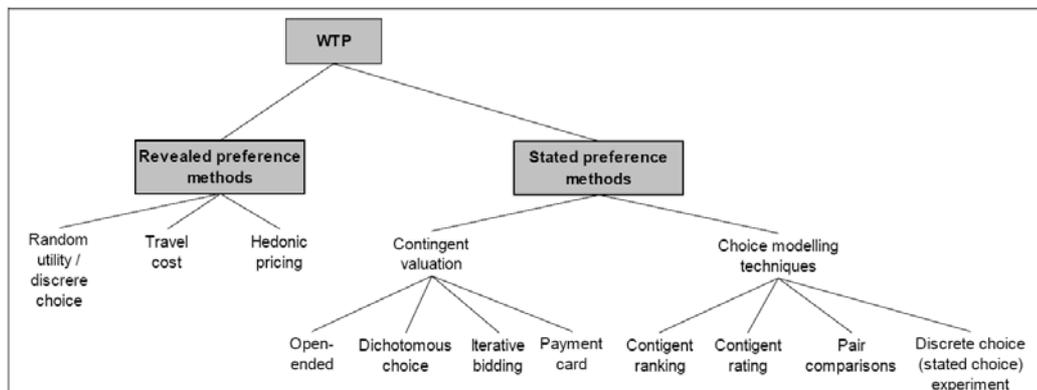 WTP
Revealed preference
methods
Stated preference
methods
Random
utility /
discrere
choice
Travel
cost
Hedonic
pricing
Contingent
valuation
Choice modelling
techniques
Open-
ended
Dichotomous
choice
Iterative
bidding
Payment
card
Contigent
ranking
Contigent
rating
Pair
comparisons
Discrete choice
(stated choice)
experiment